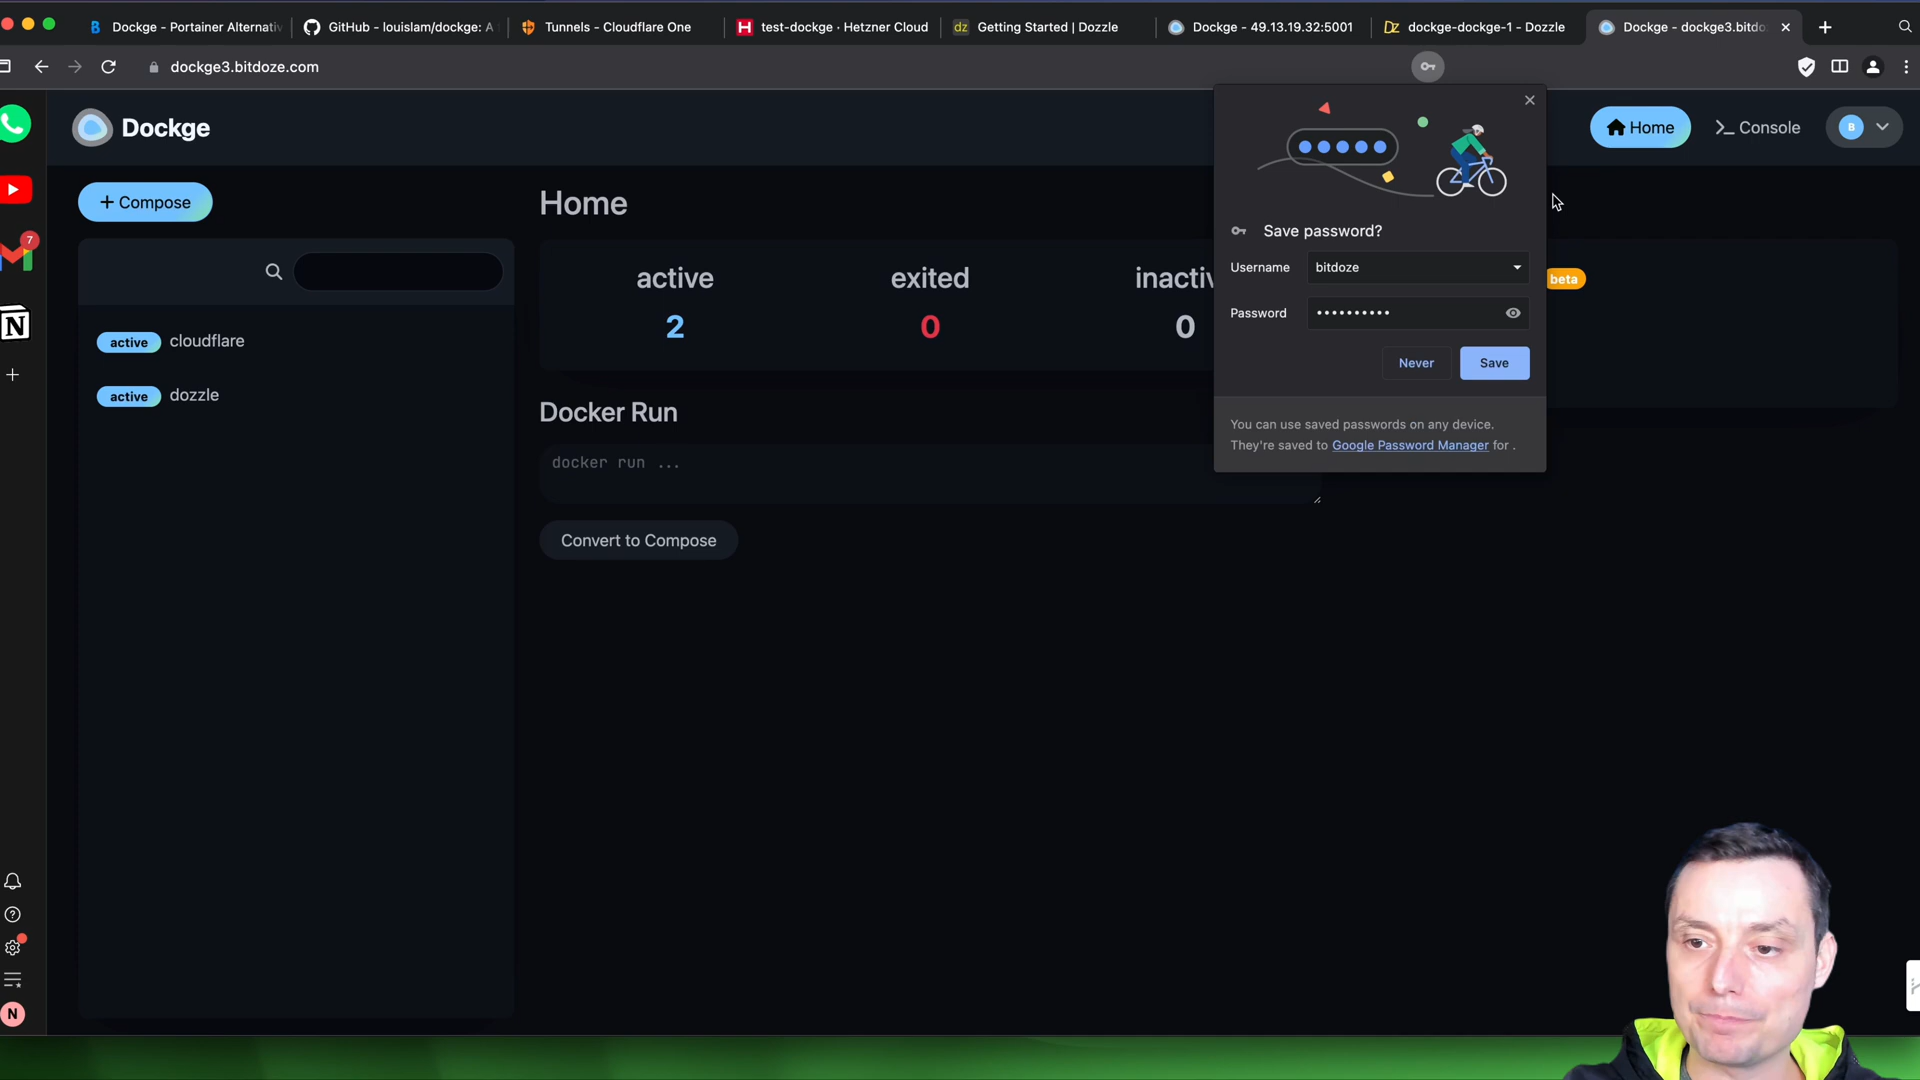 Dockge - Portainer Alternati
GitHub - louislam/dockge: A
Tunnels - Cloudflare One
test-dockge · Hetzner Cloud
dz Getting Started | Dozzle
Dockge - 49.13.19.32:5001
DZ dockge-dockge-1 - Dozzle
Dockge - dockge3.bitdo
dockge3.bitdoze.com
Dockge
Home
Console
B
+ Compose
7
N
active cloudflare
active dozzle
Home
active
2
exited
0
inactiv
0
beta
Docker Run
docker run ...
Convert to Compose
Save password?
Username bitdoze
Password ••••••••••
Never
Save
You can use saved passwords on any device.
They're saved to Google Password Manager for .
N